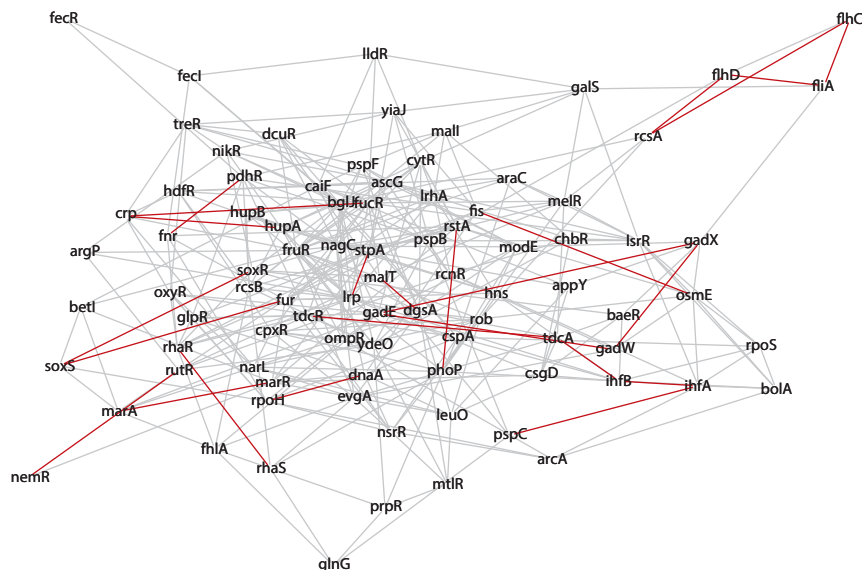 fecR
flhC
lldR
fecI
flhD
fliA
galS
yiaJ
treR
dcuR
malI
rcsA
nikR
pspF
cytR
pdhR
caiF
ascG
araC
hdfR
lrhA
fucR
melR
crp
hupB
fis
fnr
hupA
rstA
nagC
stpA
pspB
modE
chbR
lsrR
gadX
argP
fruR
soxR
rcsB
malT
rcnR
appY
oxyR
fur
lrp
hns
osmE
betI
glpR
tdcR
gadE
dgsA
rob
baeR
cpxR
ompR
ydeO
cspA
tdcA
gadW
rpoS
rhaR
soxS
rutR
narL
marR
dnaA
phoP
csgD
ihfB
ihfA
bolA
rpoH
evgA
marA
leuO
nsrR
pspC
fhlA
arcA
nemR
rhaS
mtlR
prpR
glnG